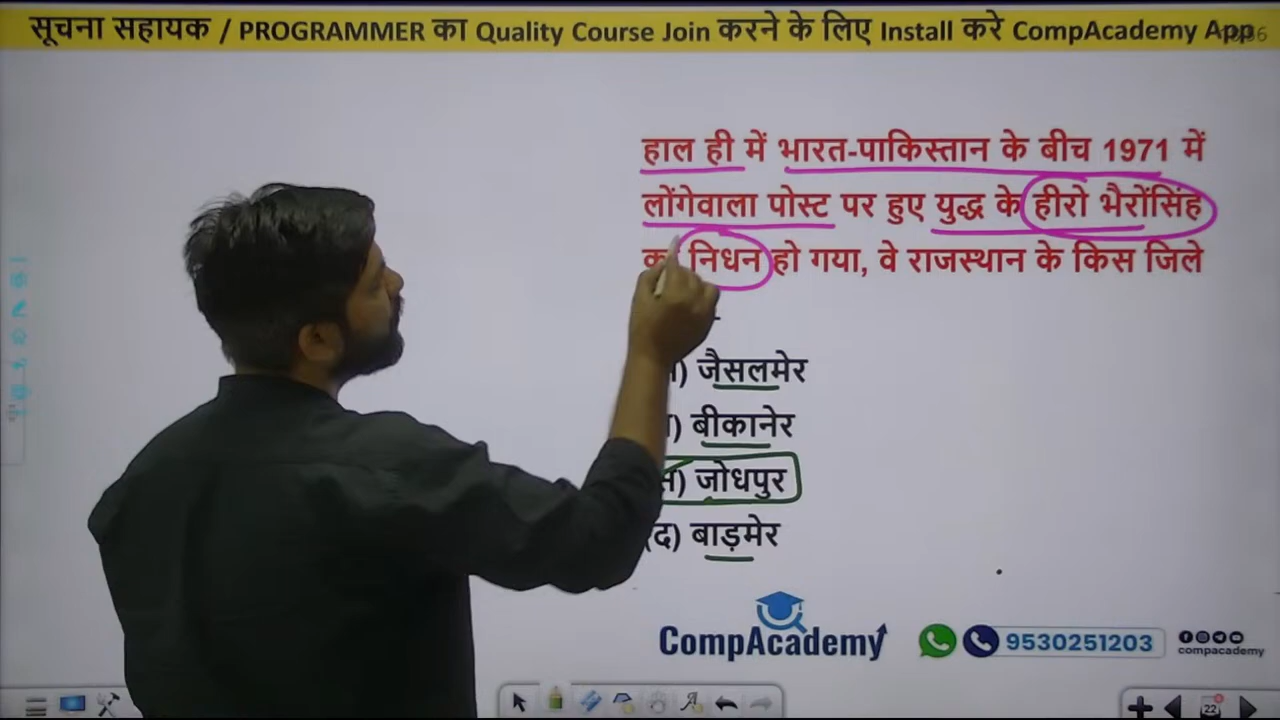 सूचना सहायक / PROGRAMMER का Quality Course Join करने के लिए Install करे CompAcademy App
हाल ही में भारत-पाकिस्तान के बीच 1971 में
लोंगेवाला पोस्ट पर हुए युद्ध के हीरो भैरोंसिंह
निधन हो गया, वे राजस्थान के किस जिले
जैसलमेर
बीकानेर
स) जोधपुर
(द) बाड़मेर
CompAcademy
9530251203
compacademy
22